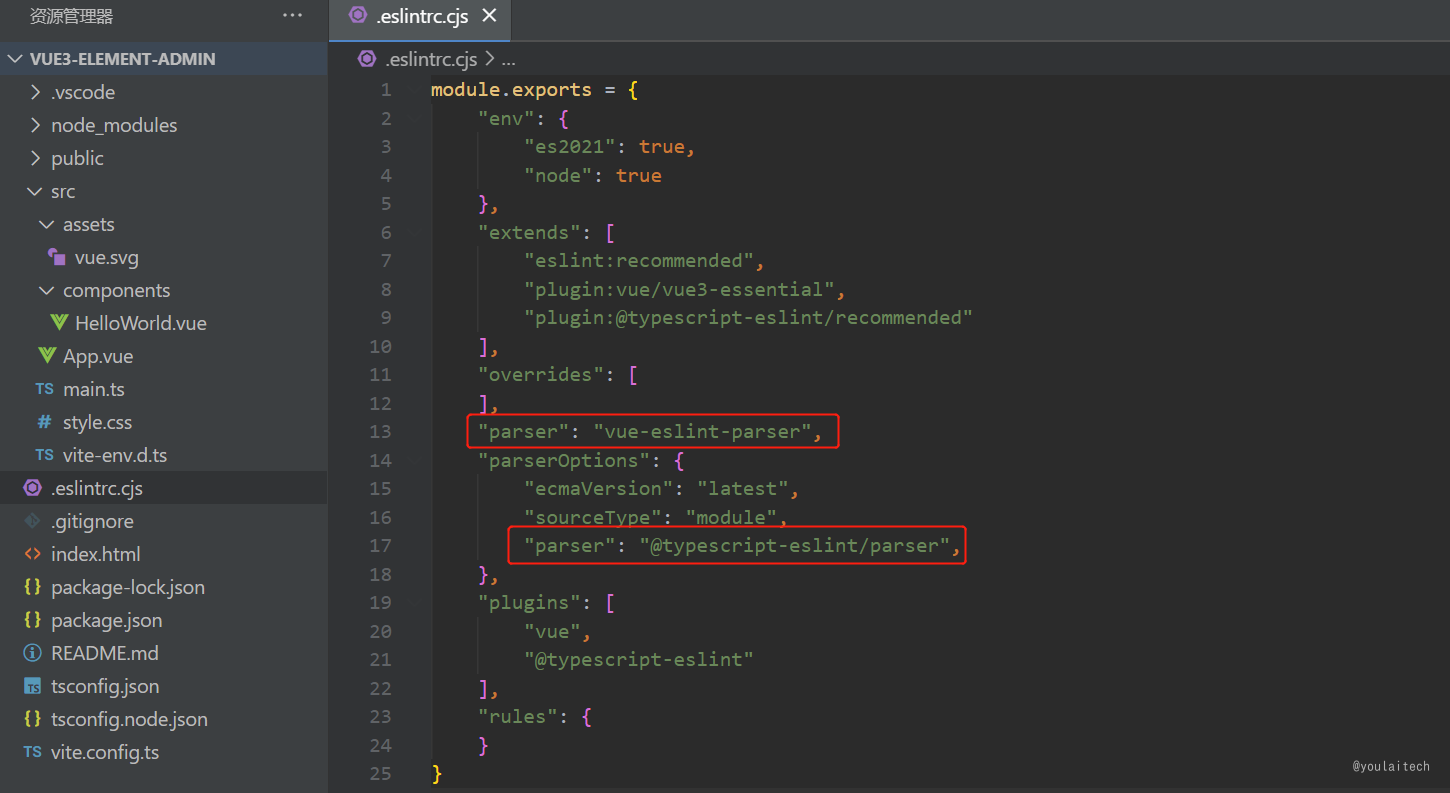 资源管理器
···
VUE3-ELEMENT-ADMIN
.vscode
node_modules
public
src
assets
vue.svg
components
HelloWorld.vue
App.vue
TS main.ts
# style.css
TS vite-env.d.ts
.eslintrc.cjs
.gitignore
<> index.html
{} package-lock.json
{} package.json
README.md
TS tsconfig.json
{} tsconfig.node.json
TS vite.config.ts
.eslintrc.cjs
.eslintrc.cjs > ...
1 module.exports = {
2     "env": {
3         "es2021": true,
4         "node": true
5     },
6     "extends": [
7         "eslint:recommended",
8         "plugin:vue/vue3-essential",
9         "plugin:@typescript-eslint/recommended"
10     ],
11     "overrides": [
12     ],
13     "parser": "vue-eslint-parser",
14     "parserOptions": {
15         "ecmaVersion": "latest",
16         "sourceType": "module",
17         "parser": "@typescript-eslint/parser",
18     },
19     "plugins": [
20         "vue",
21         "@typescript-eslint"
22     ],
23     "rules": {
24     }
25 }
@youlaitech